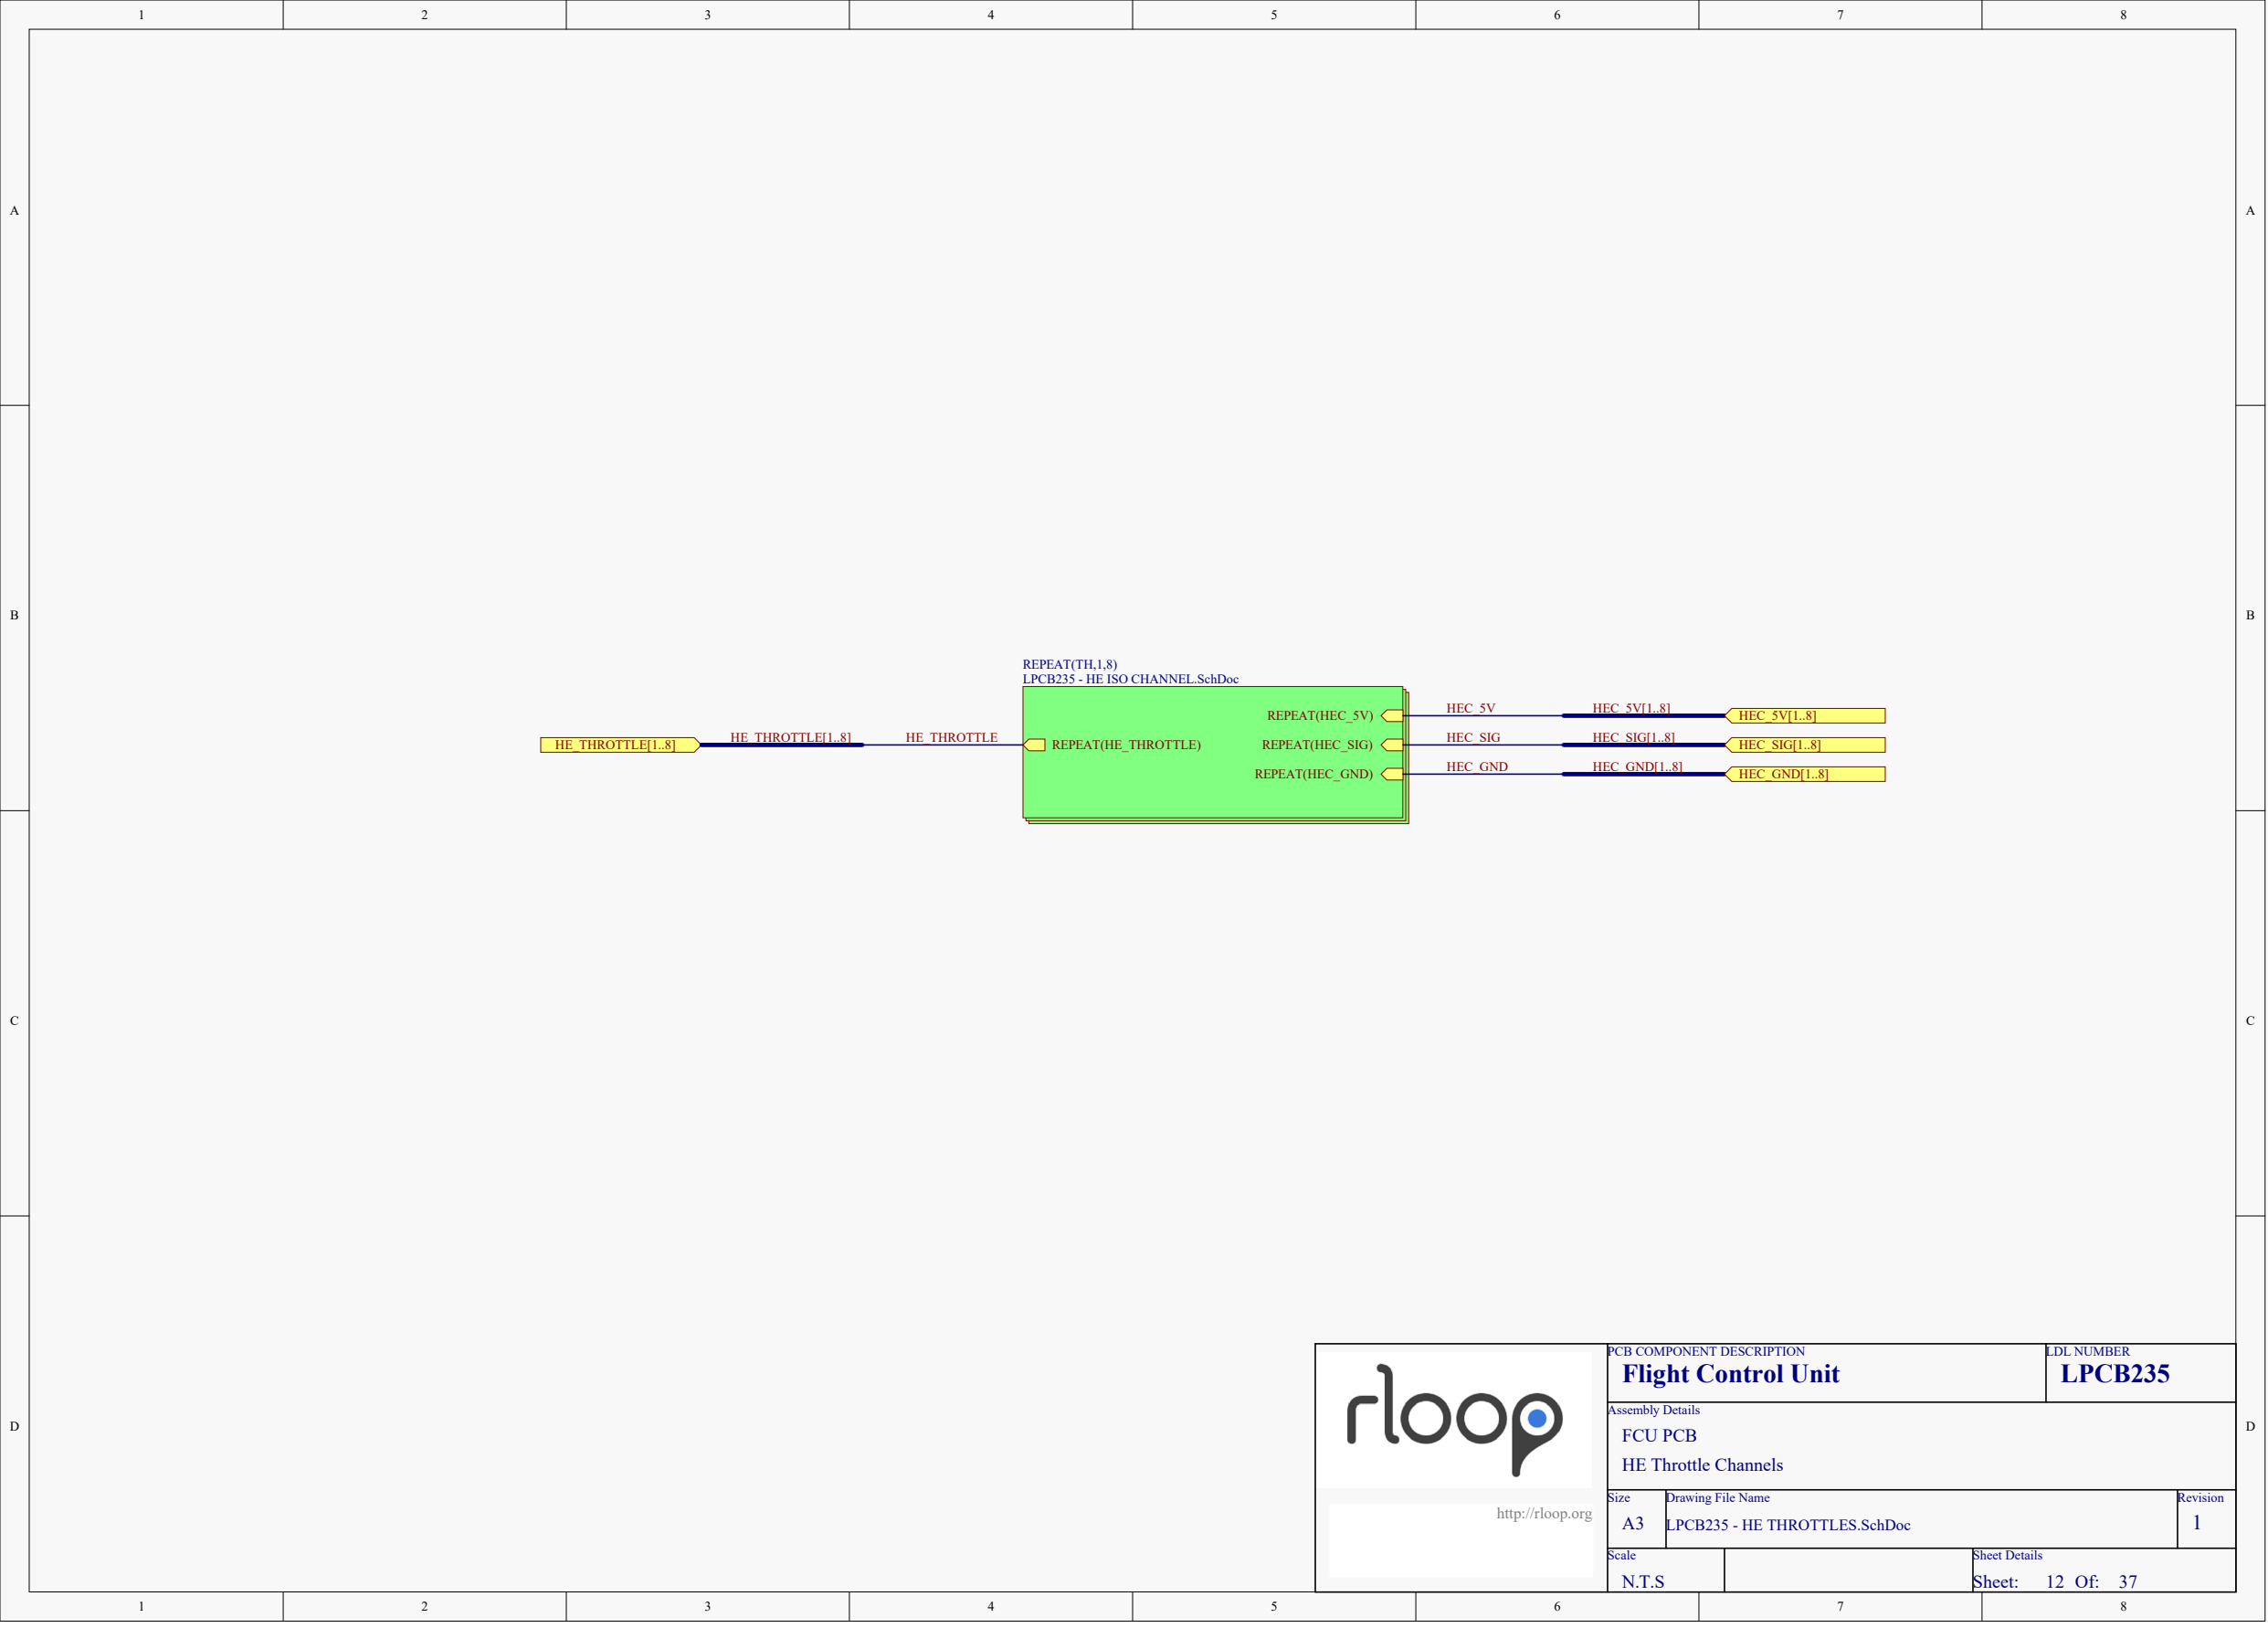 1 2 3 4 5 6 7 8
A A
B B
REPEAT(TH,1,8)
LPCB235 - HE ISO CHANNEL.SchDoc
REPEAT(HEC_5V) HEC_5V HEC_5V[1..8] HEC_5V[1..8]
HE_THROTTLE[1..8] HE_THROTTLE[1..8] HE_THROTTLE REPEAT(HE_THROTTLE) REPEAT(HEC_SIG) HEC_SIG HEC_SIG[1..8] HEC_SIG[1..8]
REPEAT(HEC_GND) HEC_GND HEC_GND[1..8] HEC_GND[1..8]
C C
rloop
http://rloop.org
PCB COMPONENT DESCRIPTION LDL NUMBER
Flight Control Unit LPCB235
Assembly Details
FCU PCB
HE Throttle Channels
D D
Size Drawing File Name Revision
A3 LPCB235 - HE THROTTLES.SchDoc 1
Scale Sheet Details
N.T.S Sheet: 12 Of: 37
1 2 3 4 5 6 7 8